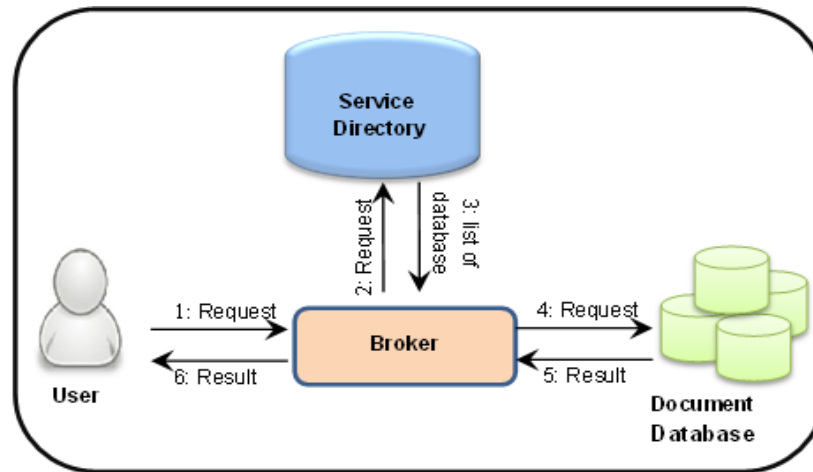 Service
Directory
2: Request
3: list of
database
1: Request
4: Request
Broker
6: Result
5: Result
User
Document
Database